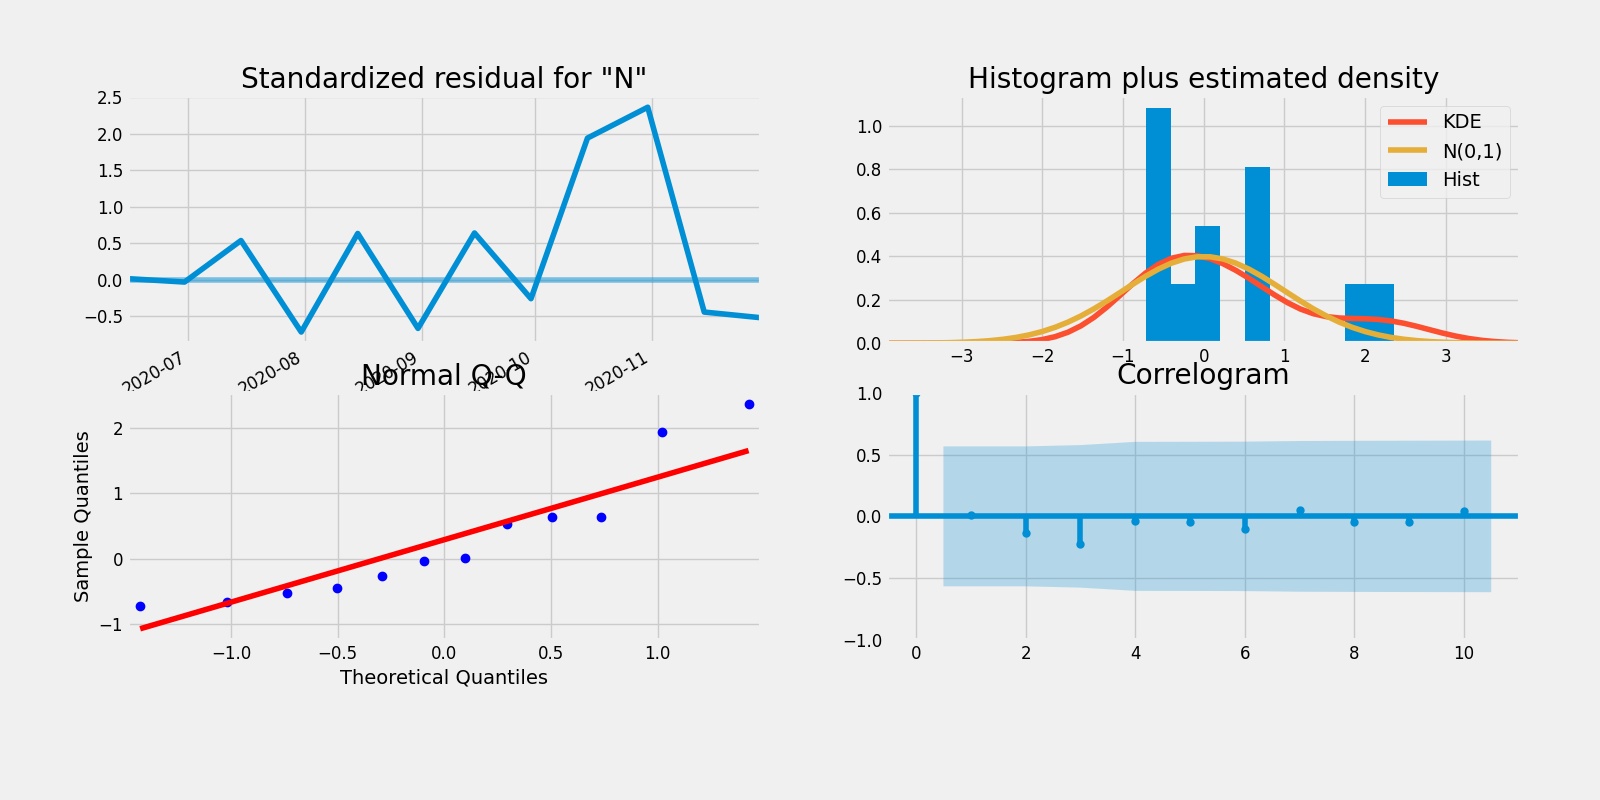 Standardized residual for "N"
2.5
2.0
1.5
1.0
0.5
0.0
−0.5
2020-07
2020-08
2020-09
2020-10
2020-11
Histogram plus estimated density
1.0
0.8
0.6
0.4
0.2
0.0
−3 −2 −1 0 1 2 3
KDE
N(0,1)
Hist
Normal Q-Q
Sample Quantiles
2
1
0
−1
−1.0 −0.5 0.0 0.5 1.0
Theoretical Quantiles
Correlogram
1.0
0.5
0.0
−0.5
−1.0
0 2 4 6 8 10